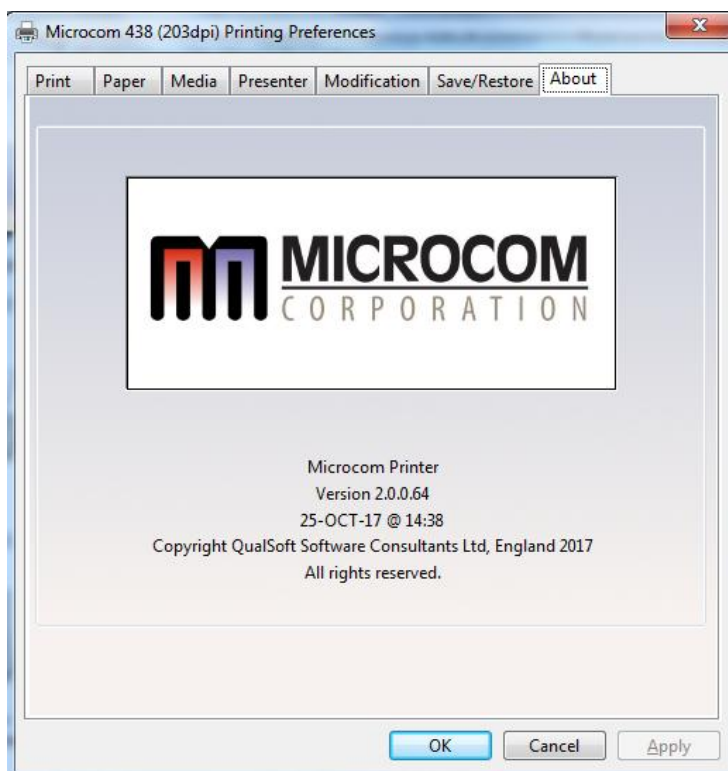 Microcom 438 (203dpi) Printing Preferences
Print Paper Media Presenter Modification Save/Restore About
MICROCOM
CORPORATION
Microcom Printer
Version 2.0.0.64
25-OCT-17 @ 14:38
Copyright QualSoft Software Consultants Ltd, England 2017
All rights reserved.
OK Cancel Apply